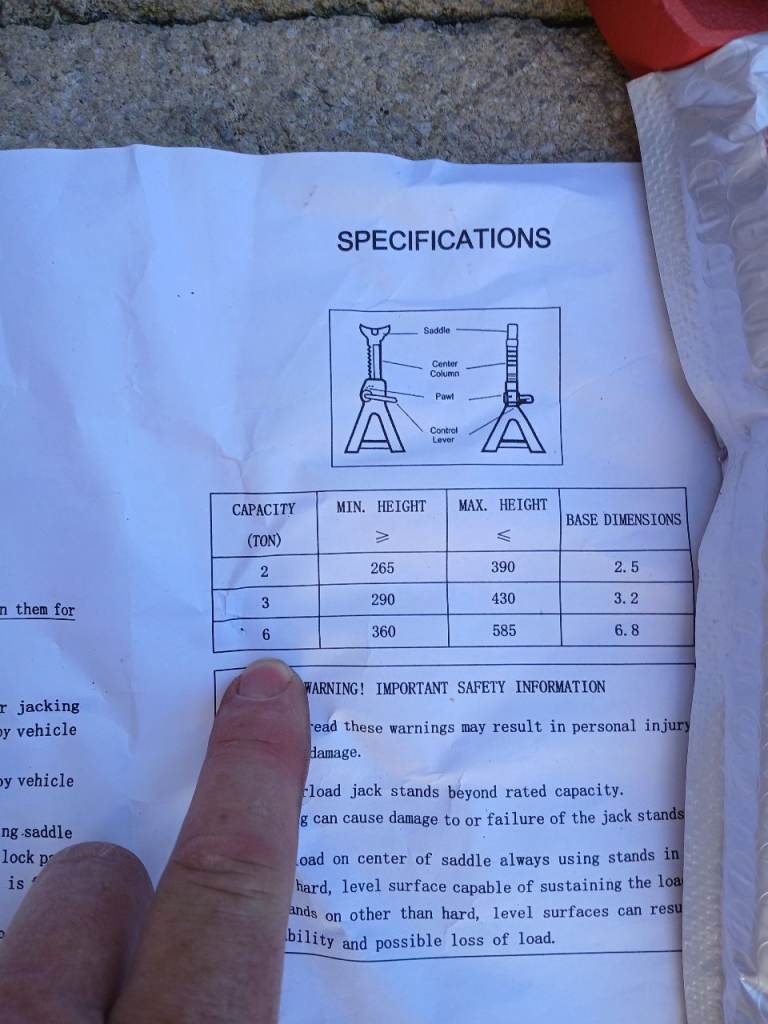 SPECIFICATIONS
Saddle
Center
Column
Pawl
Control
Lever
CAPACITY MIN. HEIGHT MAX. HEIGHT BASE DIMENSIONS
(TON) ≥ ≤
2 265 390 2.5
3 290 430 3.2
6 360 585 6.8
n them for
r jacking
by vehicle
by vehicle
ng saddle
lock
is
WARNING! IMPORTANT SAFETY INFORMATION
read these warnings may result in personal injury
damage.
rload jack stands beyond rated capacity.
g can cause damage to or failure of the jack stands
oad on center of saddle always using stands in
hard, level surface capable of sustaining the loa
ands on other than hard, level surfaces can resu
bility and possible loss of load.